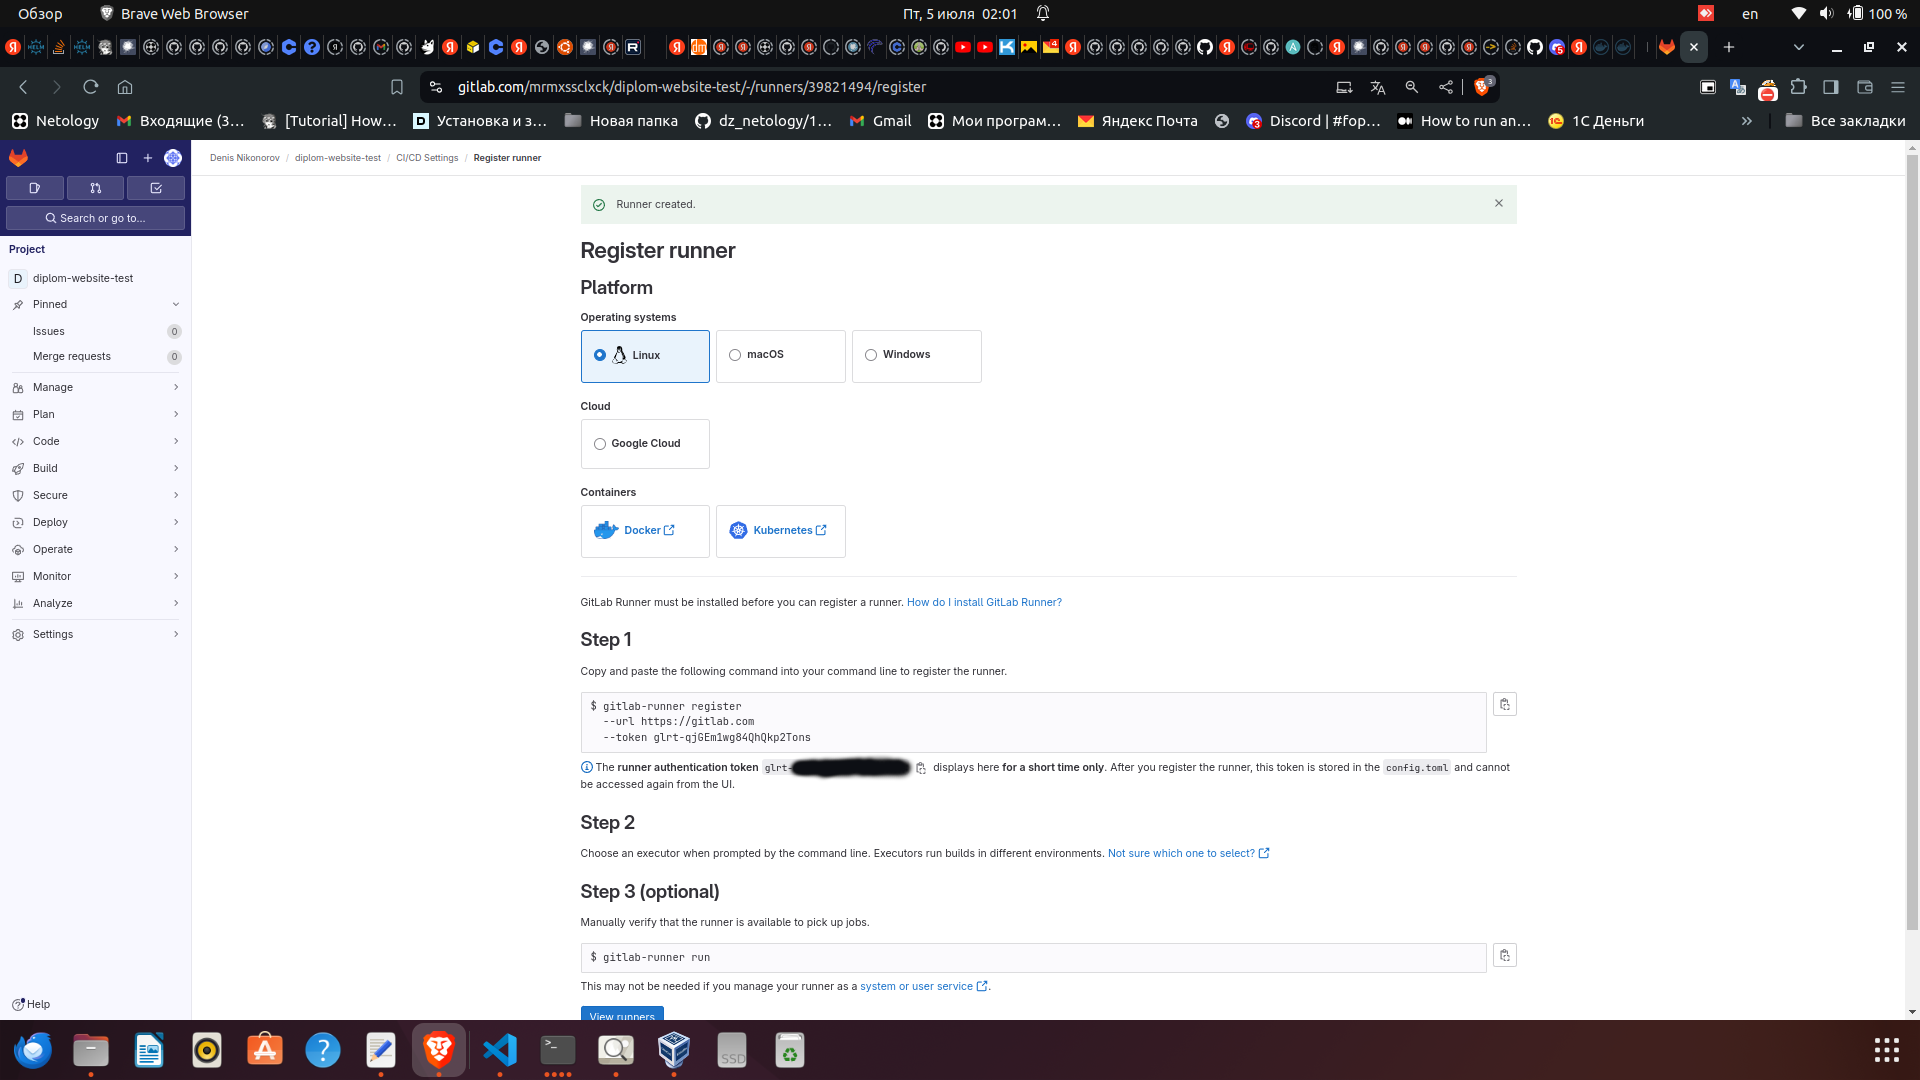 Обзор
Brave Web Browser
Пт, 5 июля 02:01
en
100 %
gitlab.com/mrmxssclxck/diplom-website-test/-/runners/39821494/register
3
Netology
Входящие (3…
[Tutorial] How…
Установка и з…
Новая папка
dz_netology/1…
Gmail
Мои програм…
Яндекс Почта
Discord | #fop…
How to run an…
1С Деньги
»
Все закладки
Denis Nikonorov / diplom-website-test / CI/CD Settings / Register runner
Search or go to...
Project
D diplom-website-test
Pinned
Issues 0
Merge requests 0
Manage
Plan
Code
Build
Secure
Deploy
Operate
Monitor
Analyze
Settings
Help
Runner created.
Register runner
Platform
Operating systems
Linux
macOS
Windows
Cloud
Google Cloud
Containers
Docker
Kubernetes
GitLab Runner must be installed before you can register a runner. How do I install GitLab Runner?
Step 1
Copy and paste the following command into your command line to register the runner.
$ gitlab-runner register
--url https://gitlab.com
--token glrt-qjGEm1wg84QhQkp2Tons
The runner authentication token glrt- displays here for a short time only. After you register the runner, this token is stored in the config.toml and cannot
be accessed again from the UI.
Step 2
Choose an executor when prompted by the command line. Executors run builds in different environments. Not sure which one to select?
Step 3 (optional)
Manually verify that the runner is available to pick up jobs.
$ gitlab-runner run
This may not be needed if you manage your runner as a system or user service.
View runners
SSD